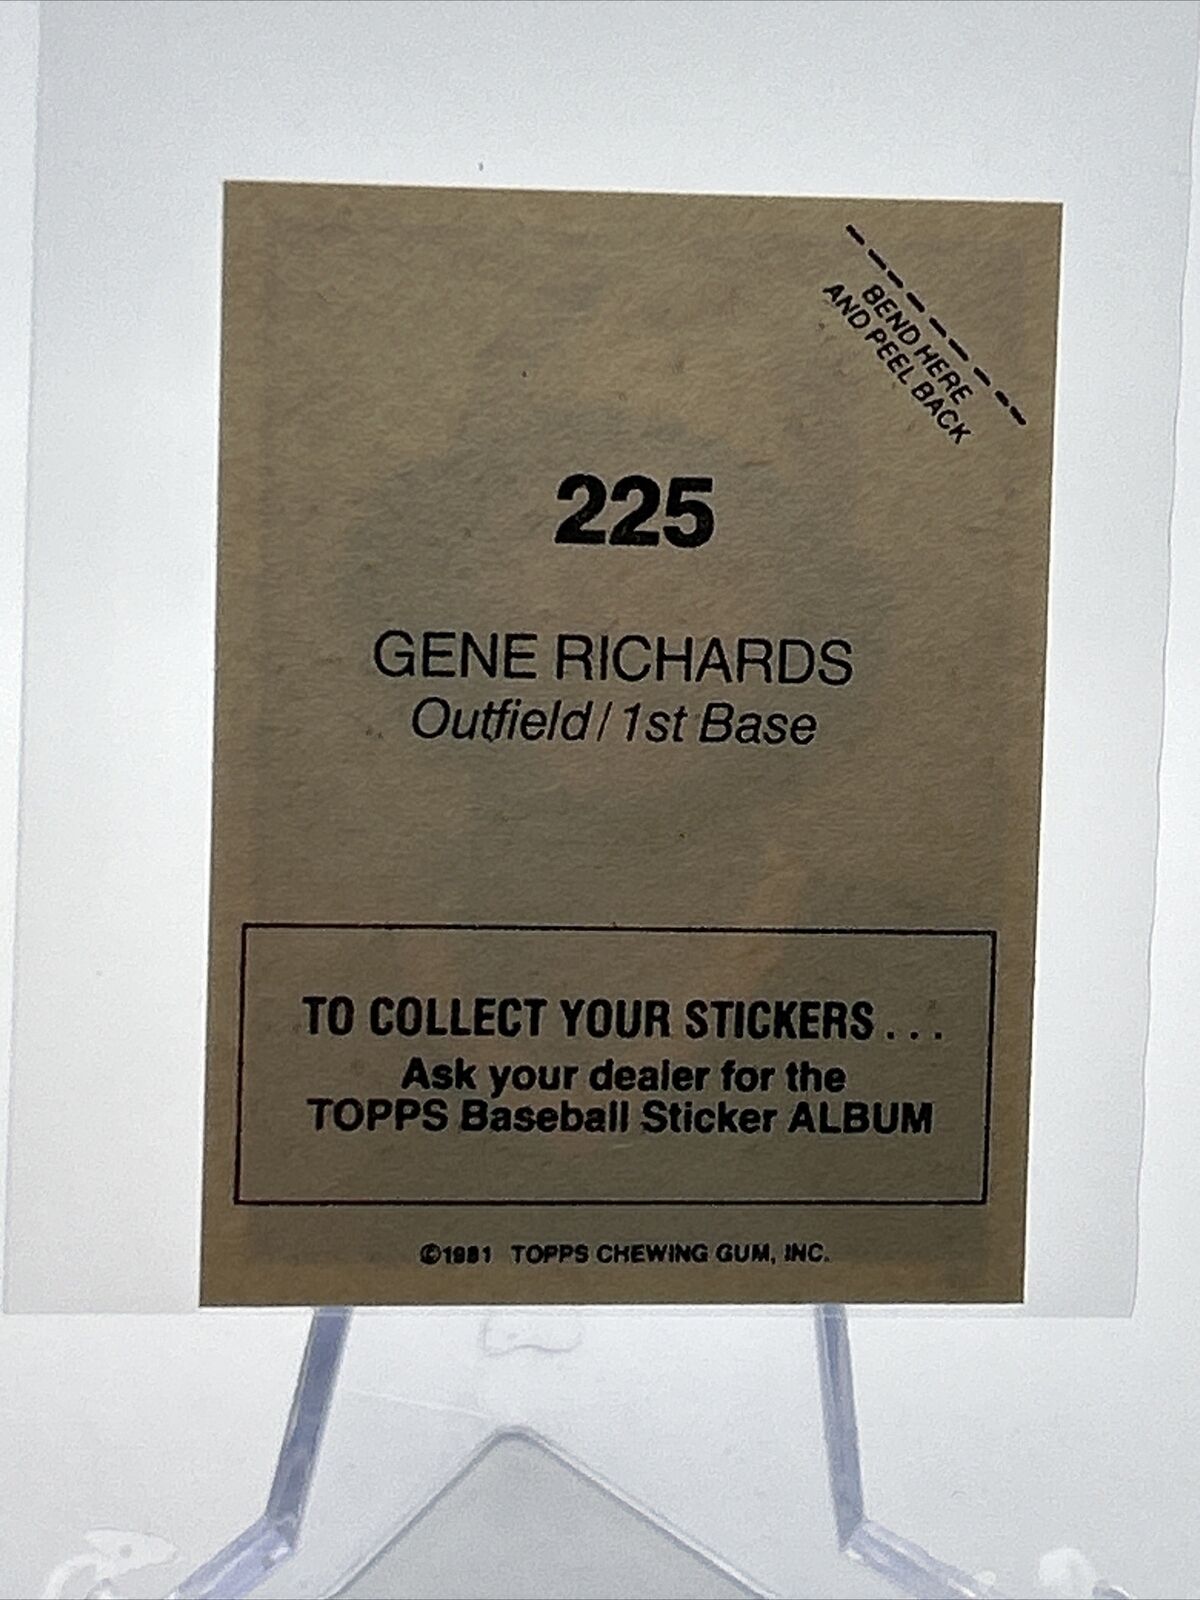 BEND HERE
AND PEEL BACK
225
GENE RICHARDS
Outfield / 1st Base
TO COLLECT YOUR STICKERS . . .
Ask your dealer for the
TOPPS Baseball Sticker ALBUM
©1981 TOPPS CHEWING GUM, INC.